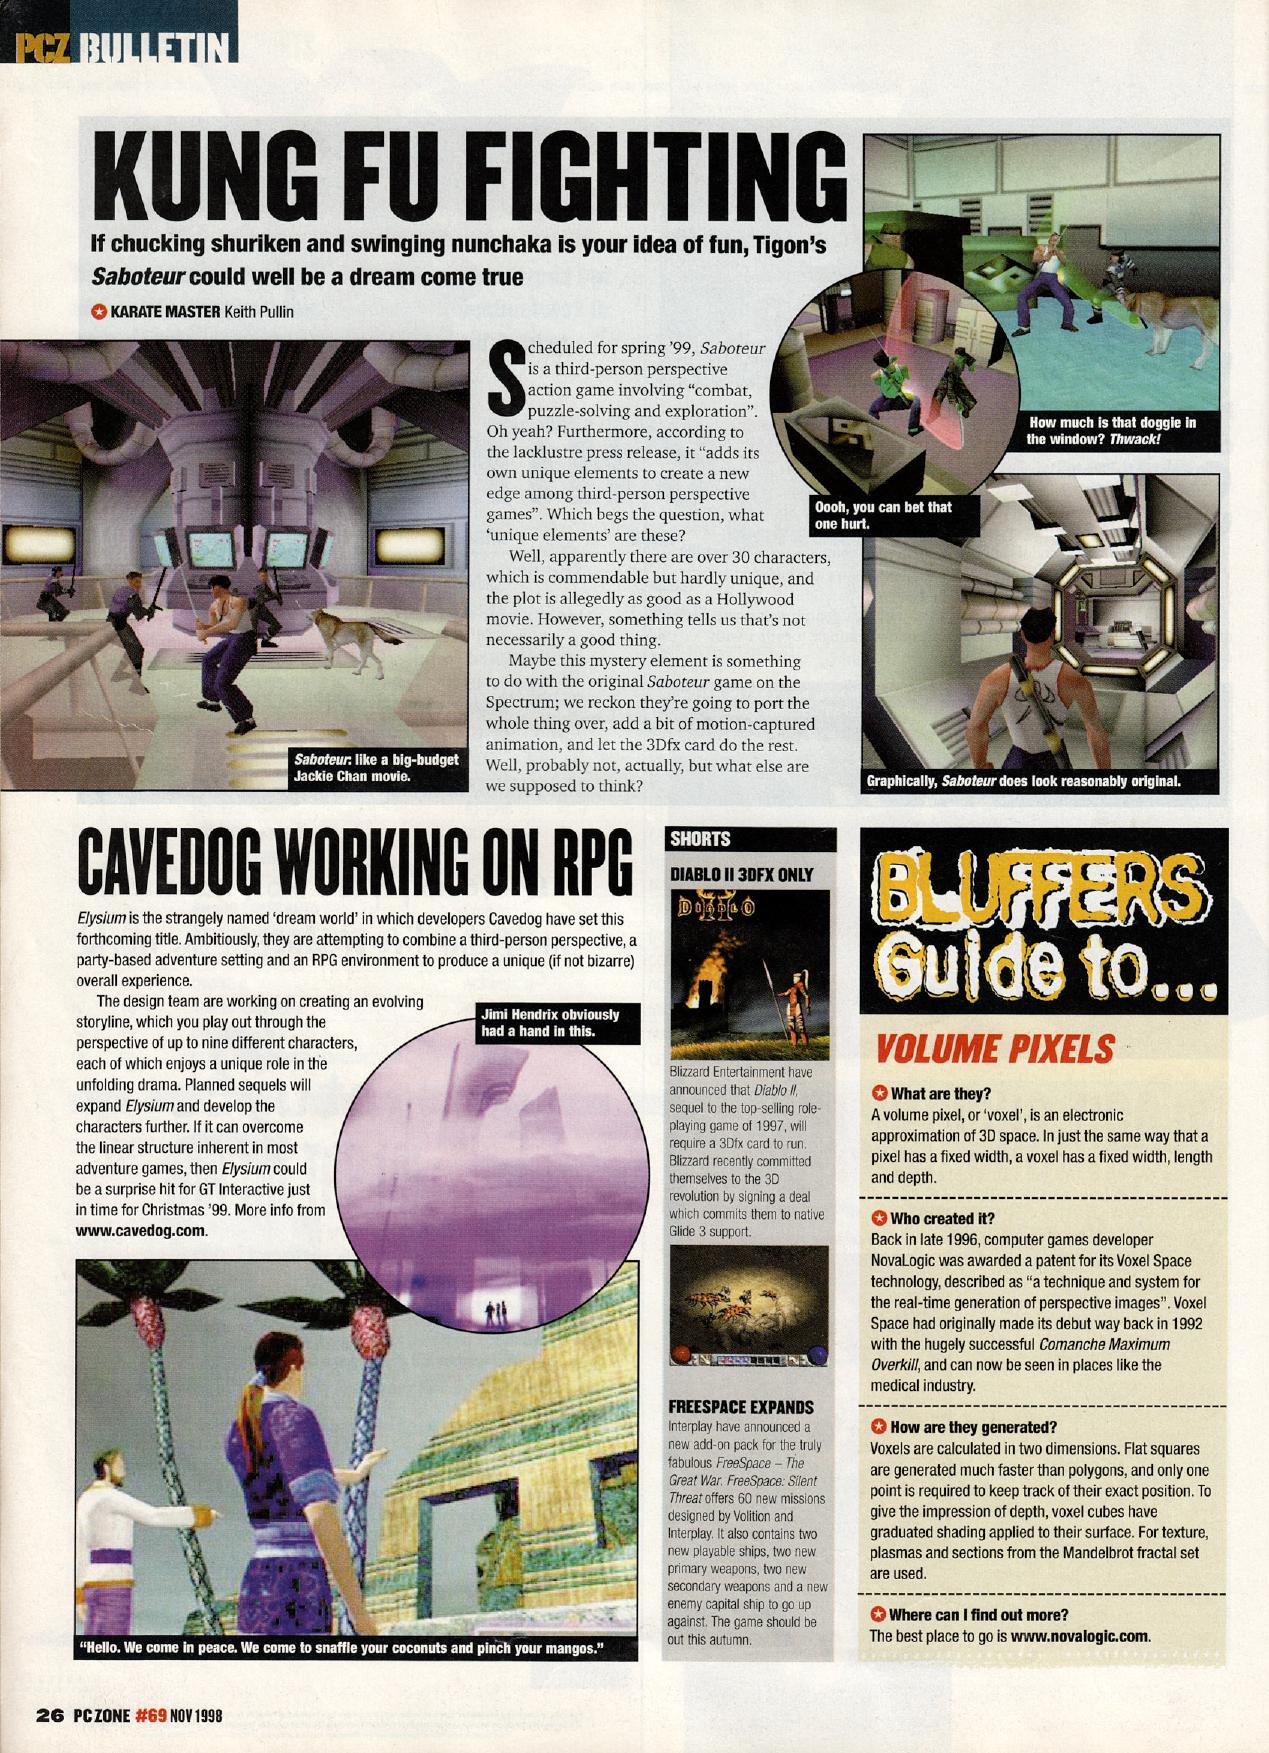 PCZ BULLETIN
KUNG FU FIGHTING
If chucking shuriken and swinging nunchaka is your idea of fun, Tigon's
Saboteur could well be a dream come true
KARATE MASTER Keith Pullin
Scheduled for spring '99, Saboteur
is a third-person perspective
action game involving "combat,
puzzle-solving and exploration".
Oh yeah? Furthermore, according to
the lacklustre press release, it "adds its
own unique elements to create a new
edge among third-person perspective
games". Which begs the question, what
'unique elements' are these?
Well, apparently there are over 30 characters,
which is commendable but hardly unique, and
the plot is allegedly as good as a Hollywood
movie. However, something tells us that's not
necessarily a good thing.
Maybe this mystery element is something
to do with the original Saboteur game on the
Spectrum; we reckon they're going to port the
whole thing over, add a bit of motion-captured
animation, and let the 3Dfx card do the rest.
Well, probably not, actually, but what else are
we supposed to think?
Saboteur: like a big-budget
Jackie Chan movie.
How much is that doggie in
the window? Thwack!
Oooh, you can bet that
one hurt.
Graphically, Saboteur does look reasonably original.
CAVEDOG WORKING ON RPG
Elysium is the strangely named 'dream world' in which developers Cavedog have set this
forthcoming title. Ambitiously, they are attempting to combine a third-person perspective, a
party-based adventure setting and an RPG environment to produce a unique (if not bizarre)
overall experience.
The design team are working on creating an evolving
storyline, which you play out through the
perspective of up to nine different characters,
each of which enjoys a unique role in the
unfolding drama. Planned sequels will
expand Elysium and develop the
characters further. If it can overcome
the linear structure inherent in most
adventure games, then Elysium could
be a surprise hit for GT Interactive just
in time for Christmas '99. More info from
www.cavedog.com.
Jimi Hendrix obviously
had a hand in this.
"Hello. We come in peace. We come to snaffle your coconuts and pinch your mangos."
SHORTS
DIABLO II 3DFX ONLY
DIABLO II
Blizzard Entertainment have
announced that Diablo II,
sequel to the top-selling role-
playing game of 1997, will
require a 3Dfx card to run.
Blizzard recently committed
themselves to the 3D
revolution by signing a deal
which commits them to native
Glide 3 support.
FREESPACE EXPANDS
Interplay have announced a
new add-on pack for the truly
fabulous FreeSpace – The
Great War. FreeSpace: Silent
Threat offers 60 new missions
designed by Volition and
Interplay. It also contains two
new playable ships, two new
primary weapons, two new
secondary weapons and a new
enemy capital ship to go up
against. The game should be
out this autumn.
BLUFFERS
Guide to...
VOLUME PIXELS
What are they?
A volume pixel, or 'voxel', is an electronic
approximation of 3D space. In just the same way that a
pixel has a fixed width, a voxel has a fixed width, length
and depth.
Who created it?
Back in late 1996, computer games developer
NovaLogic was awarded a patent for its Voxel Space
technology, described as "a technique and system for
the real-time generation of perspective images". Voxel
Space had originally made its debut way back in 1992
with the hugely successful Comanche Maximum
Overkill, and can now be seen in places like the
medical industry.
How are they generated?
Voxels are calculated in two dimensions. Flat squares
are generated much faster than polygons, and only one
point is required to keep track of their exact position. To
give the impression of depth, voxel cubes have
graduated shading applied to their surface. For texture,
plasmas and sections from the Mandelbrot fractal set
are used.
Where can I find out more?
The best place to go is www.novalogic.com.
26 PC ZONE #69 NOV 1998